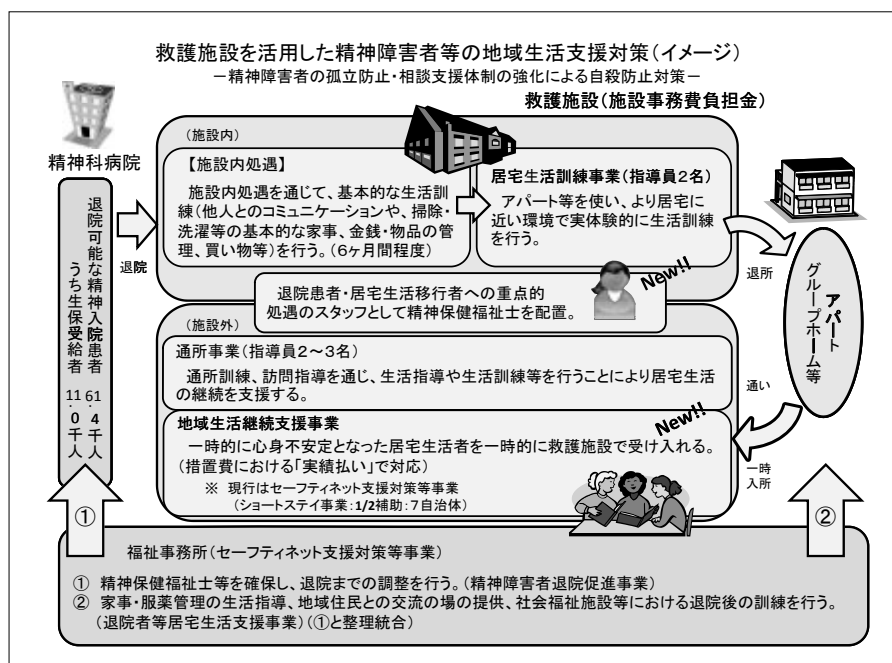 救護施設を活用した精神障害者等の地域生活支援対策(イメージ)
－精神障害者の孤立防止・相談支援体制の強化による自殺防止対策－
救護施設(施設事務費負担金)
精神科病院
退院可能な精神入院患者 61.4千人
うち生保受給者 11.0千人
退院
(施設内)
【施設内処遇】
施設内処遇を通じて、基本的な生活訓
練(他人とのコミュニケーションや、掃除・
洗濯等の基本的な家事、金銭・物品の管
理、買い物等)を行う。(6ヶ月間程度)
居宅生活訓練事業(指導員2名)
アパート等を使い、より居宅に
近い環境で実体験的に生活訓練
を行う。
退所
New!!
退院患者・居宅生活移行者への重点的
処遇のスタッフとして精神保健福祉士を配置。
アパート
グループホーム等
(施設外)
通所事業(指導員2～3名)
通所訓練、訪問指導を通じ、生活指導や生活訓練等を行うことにより居宅生活
の継続を支援する。
通い
New!!
地域生活継続支援事業
一時的に心身不安定となった居宅生活者を一時的に救護施設で受け入れる。
(措置費における「実績払い」で対応)
※ 現行はセーフティネット支援対策等事業
(ショートステイ事業:1/2補助:7自治体)
一時
入所
①
②
福祉事務所(セーフティネット支援対策等事業)
① 精神保健福祉士等を確保し、退院までの調整を行う。(精神障害者退院促進事業)
② 家事・服薬管理の生活指導、地域住民との交流の場の提供、社会福祉施設等における退院後の訓練を行う。
(退院者等居宅生活支援事業)(①と整理統合)